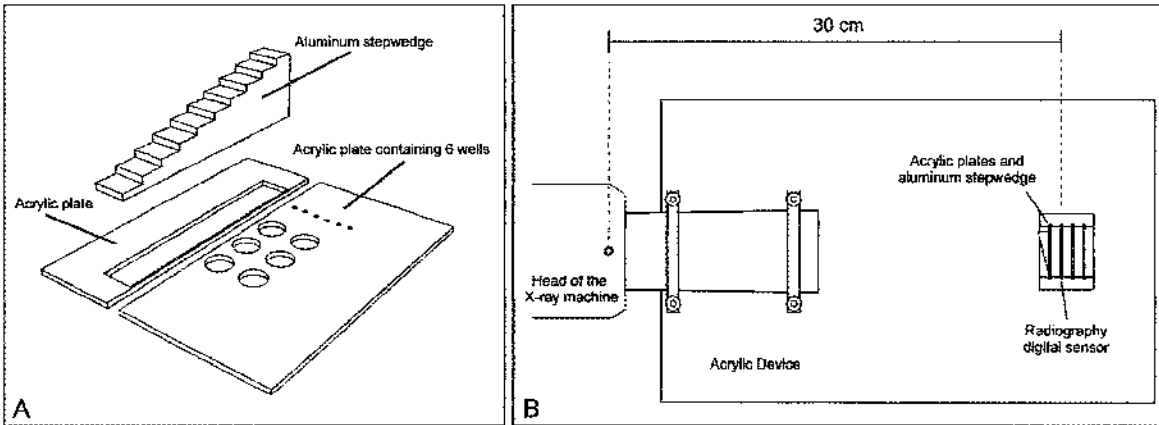 Aluminum stepwedge
Acrylic plate containing 6 wells
Acrylic plate
A
30 cm
Acrylic plates and
aluminum stepwedge
Head of the
X-ray machine
Radiography
digital sensor
Acrylic Device
B